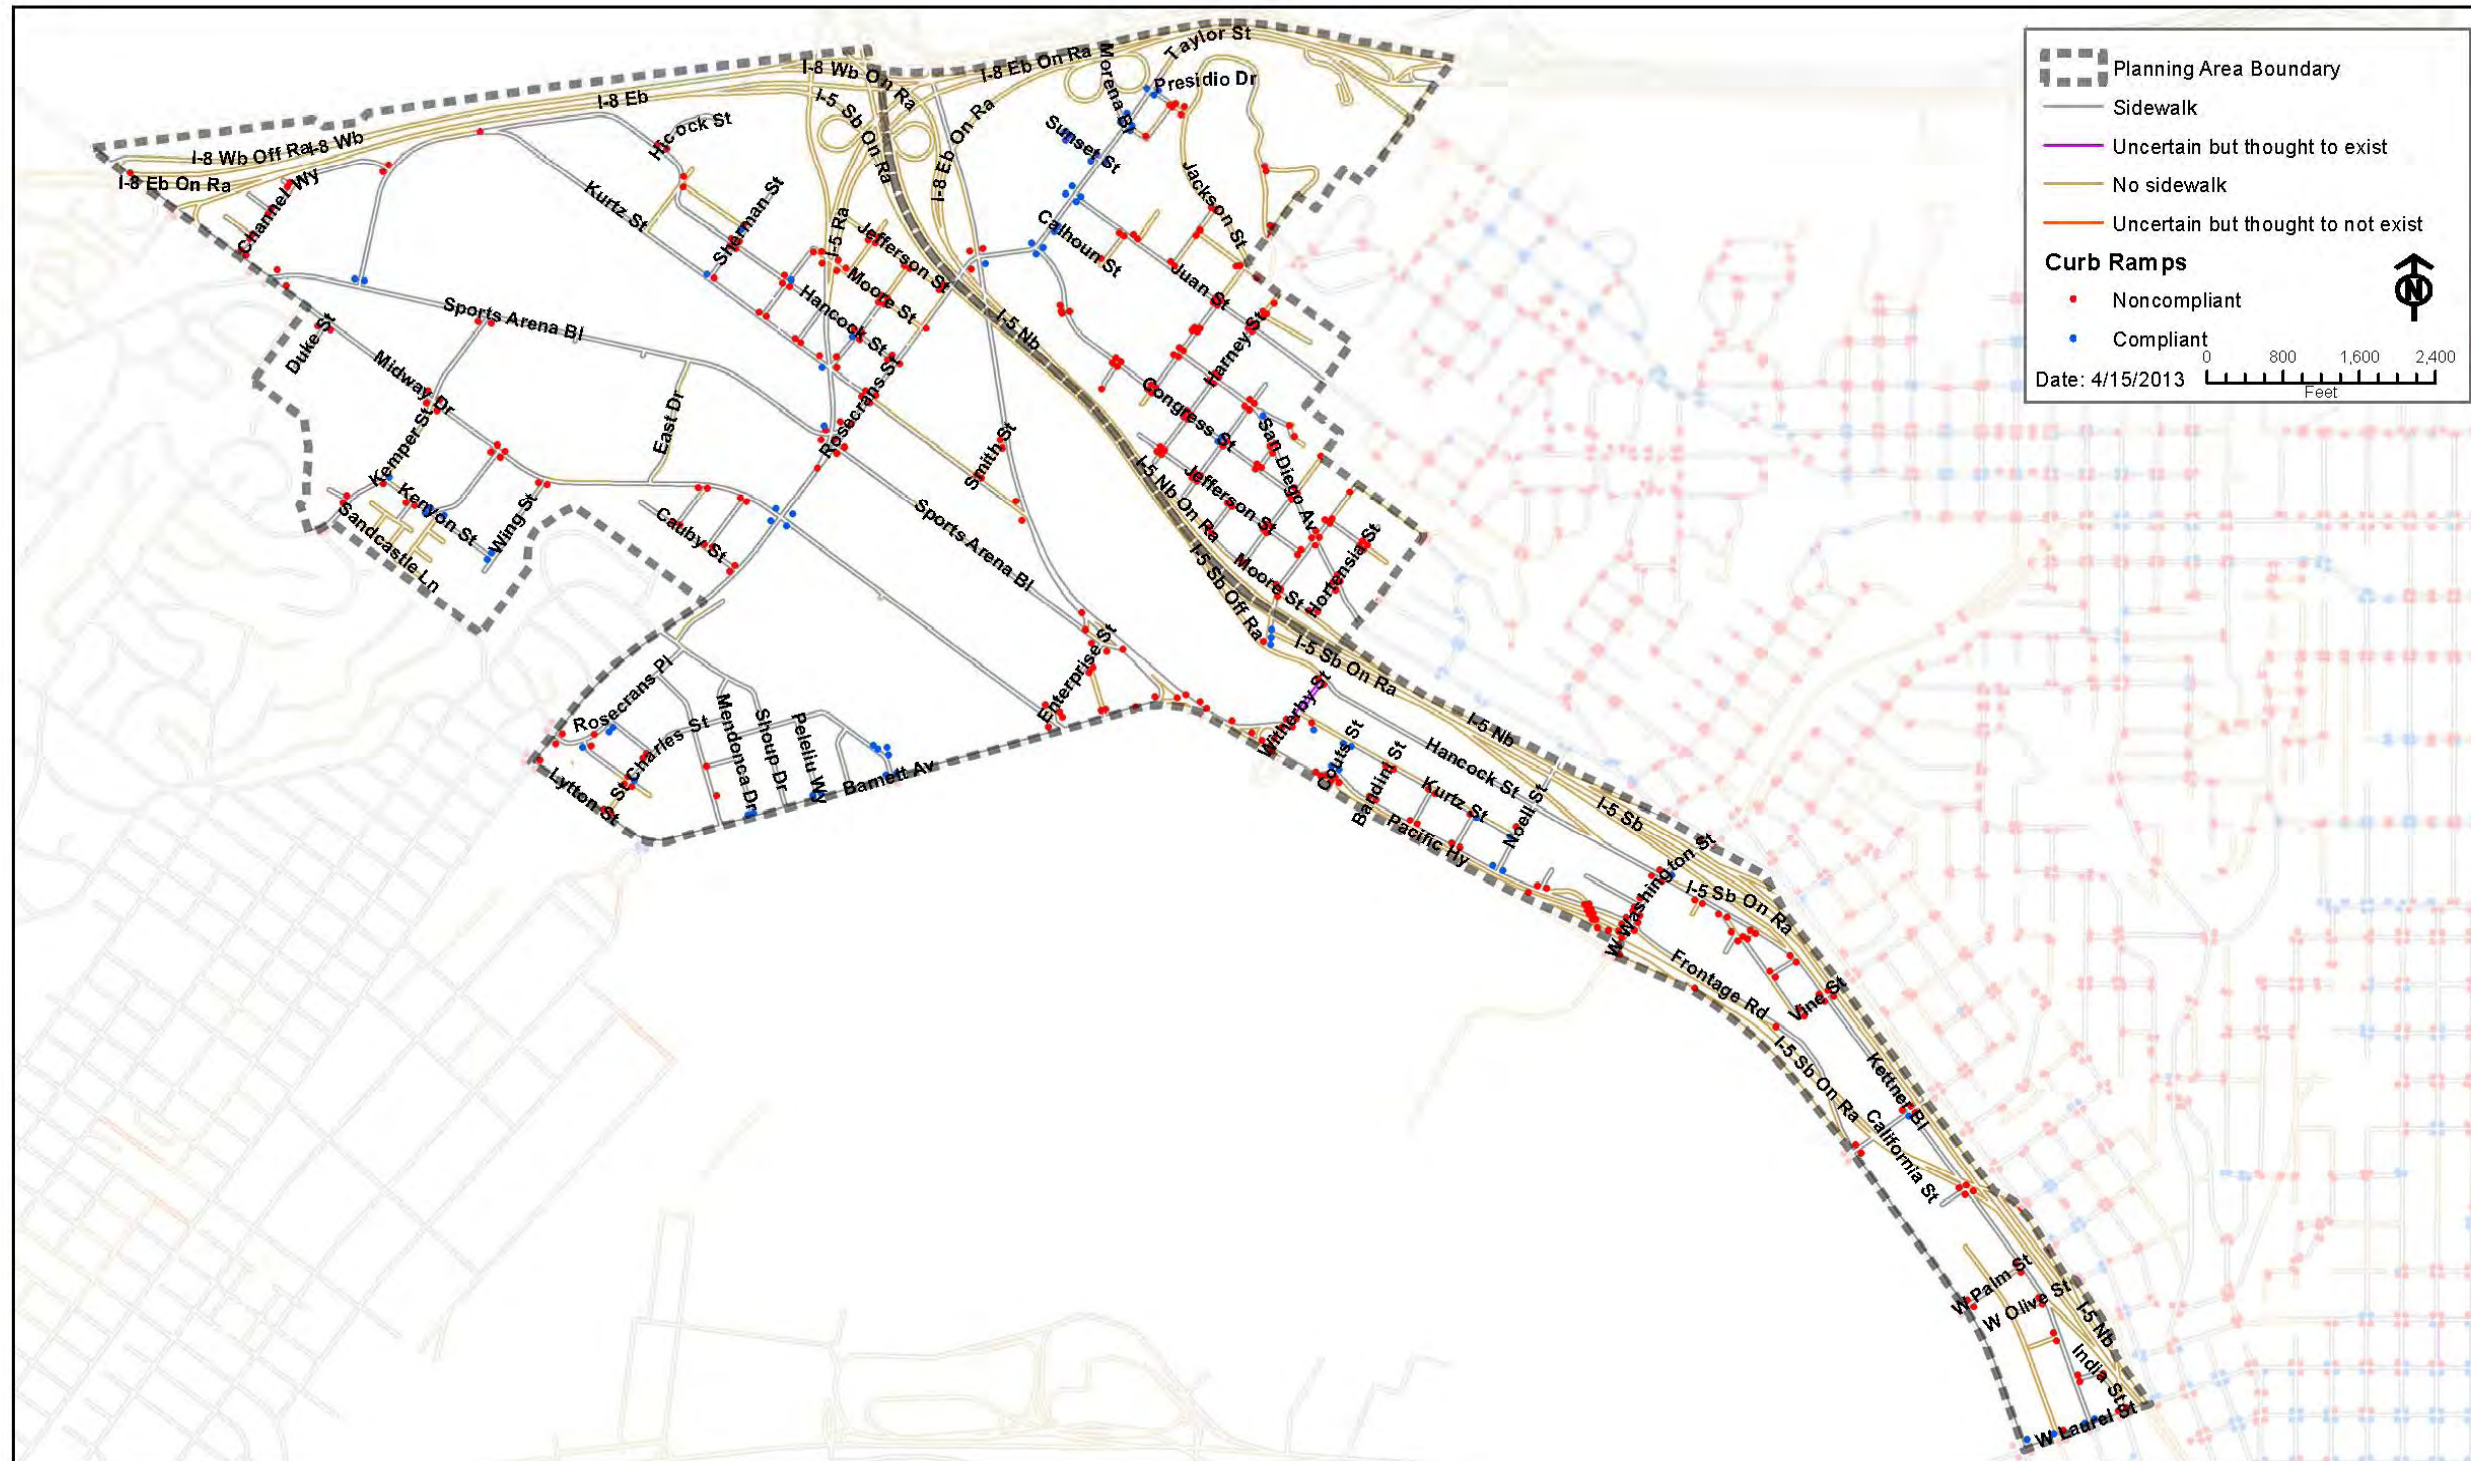 Planning Area Boundary
Sidewalk
Uncertain but thought to exist
No sidewalk
Uncertain but thought to not exist
Curb Ramps
Noncompliant
Compliant
N
Date: 4/15/2013
0 800 1,600 2,400
Feet
Taylor St
I-8 Wb On Ra
I-8 Eb On Ra
Morena Bl
Presidio Dr
I-8 Eb
I-5 Sb On Ra
I-8 Eb On Ra
Hicock St
Sunset St
I-8 Wb Off Ra
I-8 Wb
I-8 Eb On Ra
Channel Wy
Kurtz St
Sherman St
Jackson St
I-5 Ra
Jefferson St
Calhoun St
Juan St
Moore St
Hancock St
Sports Arena Bl
Duke St
Midway Dr
I-5 Nb
Harney St
Rosecrans St
Congress St
East Dr
Kemper St
Smith St
San Diego Av
I-5 Nb On Ra
Jefferson St
Kenyon St
Wing St
Sandcastle Ln
Cauby St
Sports Arena Bl
I-5 Sb Off Ra
Moore St
Hortensia St
I-5 Sb On Ra
Enterprise St
Rosecrans Pl
Witherby St
St Charles St
Mendonca Dr
Shoup Dr
Peleliu Wy
Barnett Av
Lytton St
Couts St
Bandini St
Hancock St
I-5 Nb
Kurtz St
Noell St
Pacific Hy
I-5 Sb
W Washington St
I-5 Sb On Ra
Frontage Rd
Vine St
I-5 Sb On Ra
Kettner Bl
California St
W Palm St
W Olive St
I-5 Nb
India St
W Laurel St